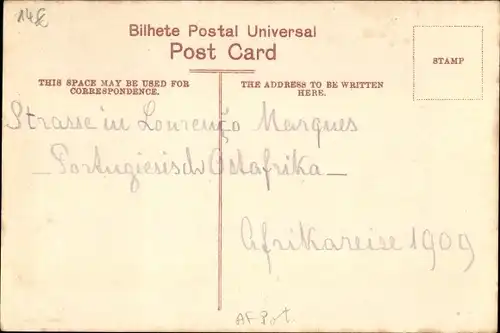 14€
Bilhete Postal Universal
Post Card
THIS SPACE MAY BE USED FOR
CORRESPONDENCE.
THE ADDRESS TO BE WRITTEN
HERE.
STAMP
Strasse in Lourenço Marques
– Portugiesisch Ostafrika –
Afrikareise 1909
AF Port.